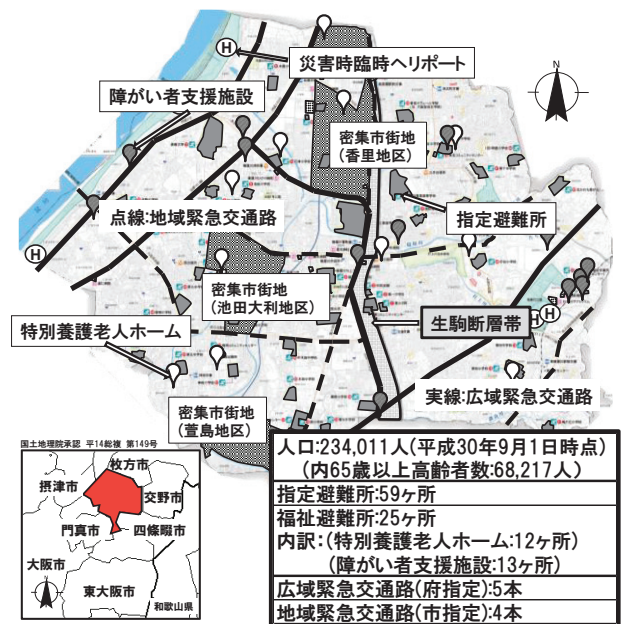 N
H
災害時臨時ヘリポート
障がい者支援施設
密集市街地
(香里地区)
点線:地域緊急交通路
指定避難所
H
密集市街地
(池田大利地区)
生駒断層帯
H
H
特別養護老人ホーム
実線:広域緊急交通路
密集市街地
(萱島地区)
国土地理院承認 平14総複 第149号
枚方市
摂津市
交野市
門真市
四條畷市
大阪市
東大阪市
N
和歌山県
人口:234,011人(平成30年9月1日時点)
(内65歳以上高齢者数:68,217人)
指定避難所:59ヶ所
福祉避難所:25ヶ所
内訳:(特別養護老人ホーム:12ヶ所)
(障がい者支援施設:13ヶ所)
広域緊急交通路(府指定):5本
地域緊急交通路(市指定):4本